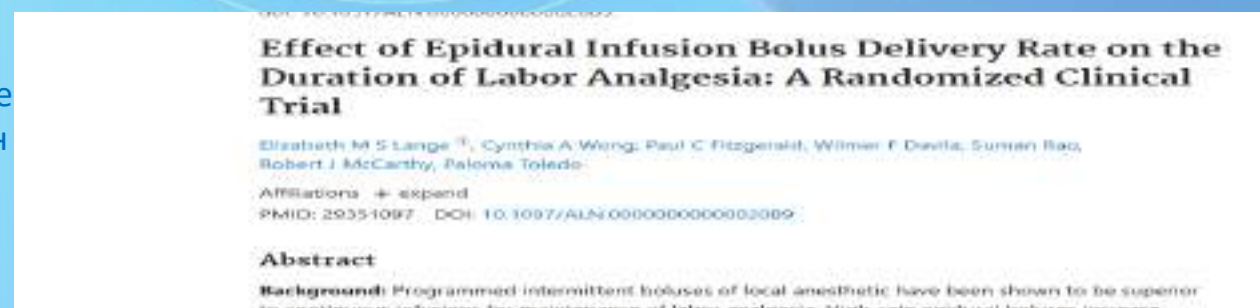 Effect of Epidural Infusion Bolus Delivery Rate on the
Duration of Labor Analgesia: A Randomized Clinical
Trial
Elizabeth M S Lange 1, Cynthia A Wong, Paul C Fitzgerald, Wilmer F Davila, Suman Rao,
Robert J McCarthy, Paloma Toledo
Affiliations + expand
PMID: 29351097 DOI: 10.1097/ALN.0000000000002089
Abstract
Background: Programmed intermittent boluses of local anesthetic have been shown to be superior